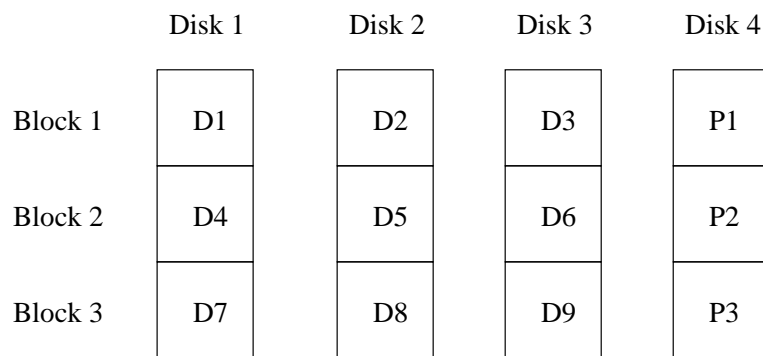 Disk 1 Disk 2 Disk 3 Disk 4
Block 1 D1 D2 D3 P1
Block 2 D4 D5 D6 P2
Block 3 D7 D8 D9 P3